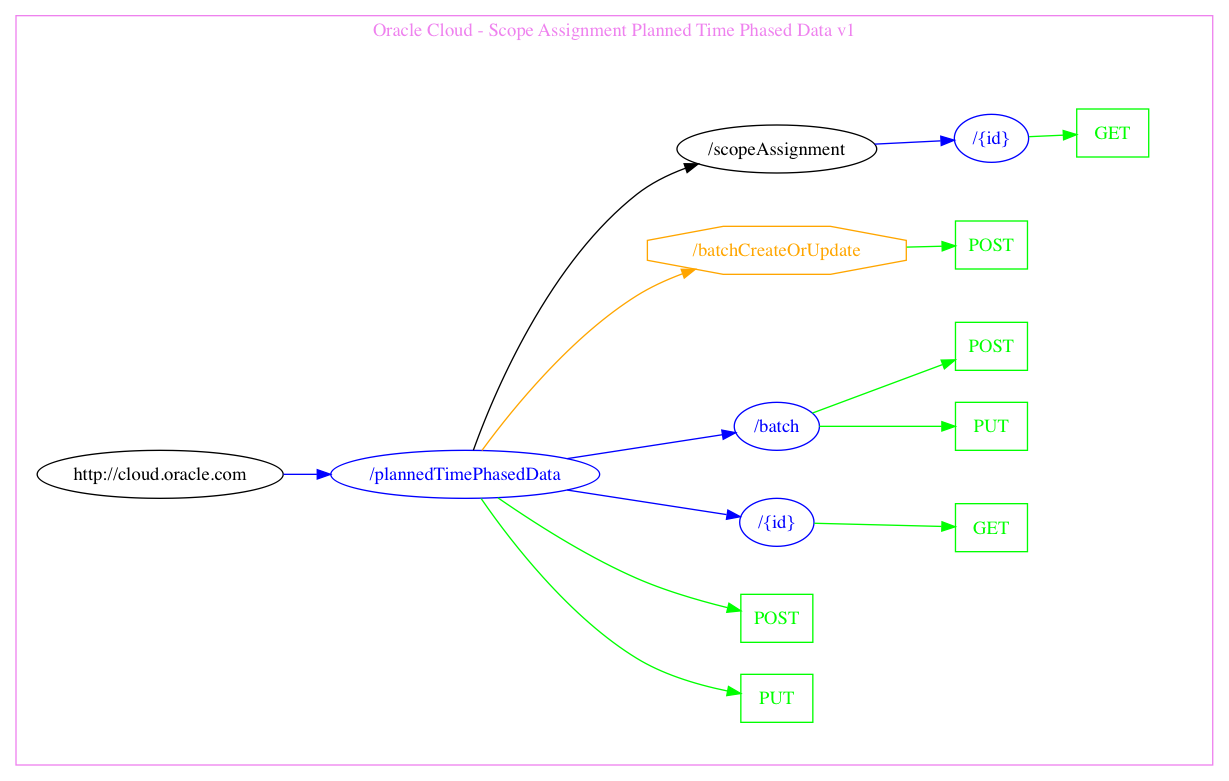 Oracle Cloud - Scope Assignment Planned Time Phased Data v1
/scopeAssignment
/{id}
GET
/batchCreateOrUpdate
POST
POST
/batch
PUT
http://cloud.oracle.com
/plannedTimePhasedData
/{id}
GET
POST
PUT